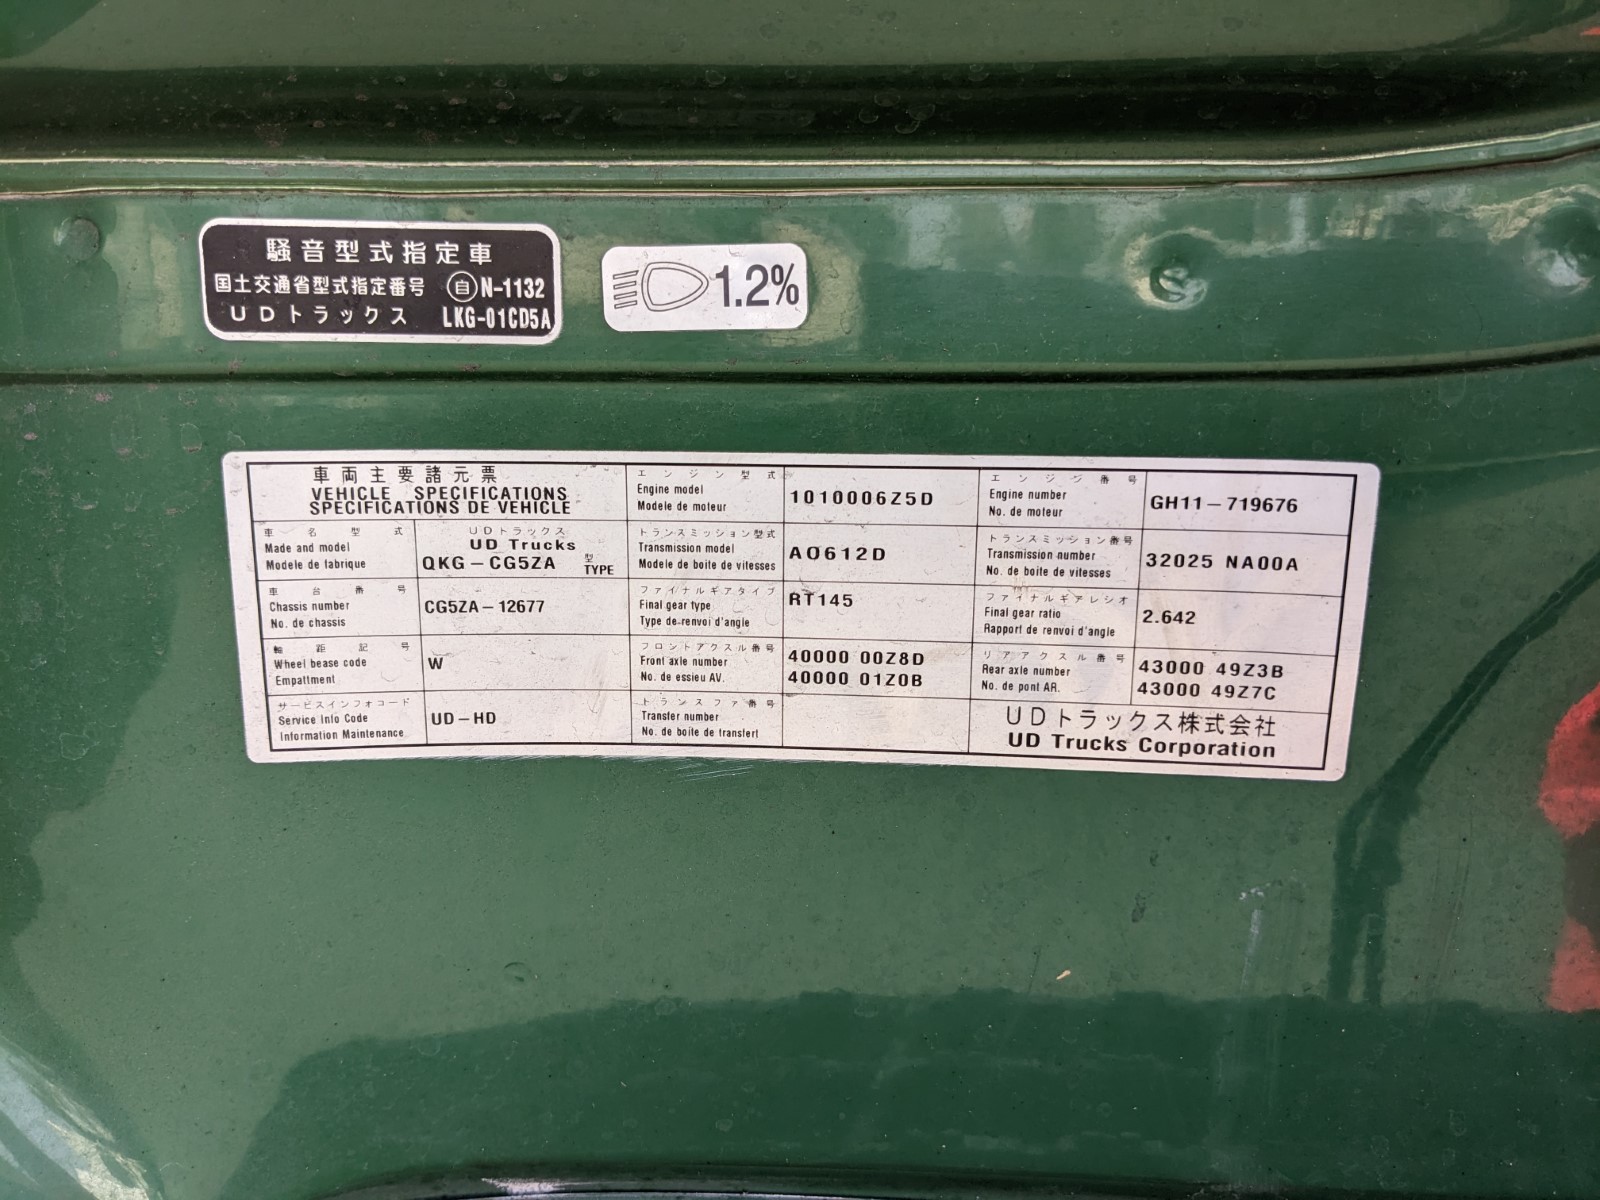 騒音型式指定車
国土交通省型式指定番号 自 N-1132
UDトラックス LKG-01CD5A
1.2%
車両主要諸元票
VEHICLE SPECIFICATIONS
SPECIFICATIONS DE VEHICLE
車名型式
Made and model
Modele de fabrique
UDトラックス
UD Trucks
QKG-CG5ZA 型 TYPE
車台番号
Chassis number
No. de chassis
CG5ZA-12677
軸距記号
Wheel bease code
Empattment
W
サービスインフォコード
Service Info Code
Information Maintenance
UD-HD
エンジン型式
Engine model
Modele de moteur
1010006Z5D
トランスミッション型式
Transmission model
Modele de boite de vitesses
A0612D
ファイナルギアタイプ
Final gear type
Type de renvoi d'angle
RT145
フロントアクスル番号
Front axle number
No. de essieu AV.
40000 00Z8D
40000 01Z0B
トランスファ番号
Transfer number
No. de boite de transferl
エンジン番号
Engine number
No. de moteur
GH11-719676
トランスミッション番号
Transmission number
No. de boite de vitesses
32025 NA00A
ファイナルギアレシオ
Final gear ratio
Rapport de renvoi d'angle
2.642
リアアクスル番号
Rear axle number
No. de pont AR.
43000 49Z3B
43000 49Z7C
UDトラックス株式会社
UD Trucks Corporation